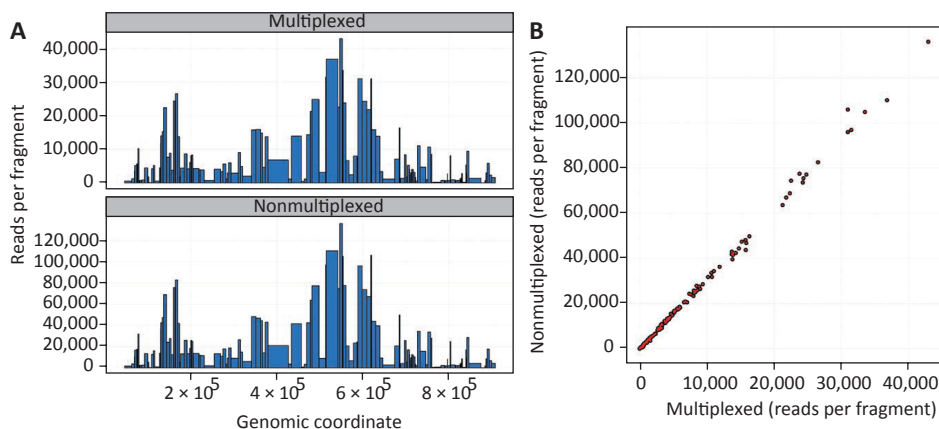 A
Multiplexed
40,000
30,000
20,000
10,000
0
Nonmultiplexed
120,000
100,000
80,000
60,000
40,000
20,000
0
Reads per fragment
2 × 10⁵
4 × 10⁵
6 × 10⁵
8 × 10⁵
Genomic coordinate
B
120,000
100,000
80,000
60,000
40,000
20,000
0
Nonmultiplexed (reads per fragment)
0
10,000
20,000
30,000
40,000
Multiplexed (reads per fragment)